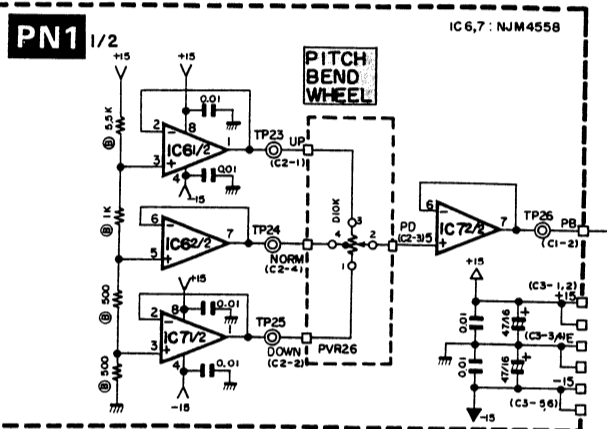 PN1 1/2
IC6,7: NJM4558
+15
+15
PITCH
BEND
WHEEL
0.01
Ⓑ 5.5K
2
8
IC6 1/2
1
3
4
0.01
-15
TP23
UP
(C2-1)
Ⓑ 1K
6
IC6 2/2
7
5
TP24
NORM
(C2-4)
4
3
2
1
PD
(C2-3)
5
6
IC7 2/2
7
TP26
PB
(C1-2)
+15
Ⓑ 500
8
0.01
2
IC7 1/2
1
3
4
0.01
-15
TP25
DOWN
(C2-2)
PVR26
Ⓑ 500
+15
(C3-1,2)
+15
0.01
47/16
+
(C3-3,4)E
0.01
47/16
+
-15
(C3-5,6)
-15